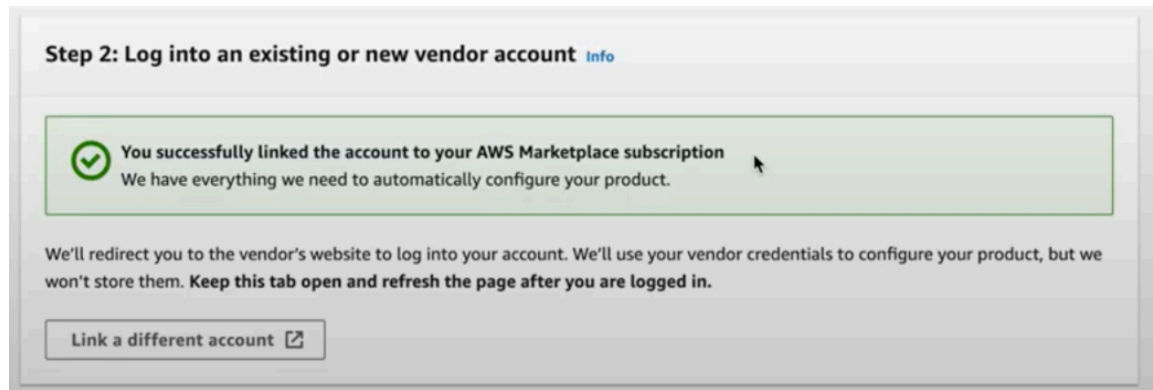 Step 2: Log into an existing or new vendor account Info
You successfully linked the account to your AWS Marketplace subscription
We have everything we need to automatically configure your product.
We'll redirect you to the vendor's website to log into your account. We'll use your vendor credentials to configure your product, but we
won't store them. Keep this tab open and refresh the page after you are logged in.
Link a different account